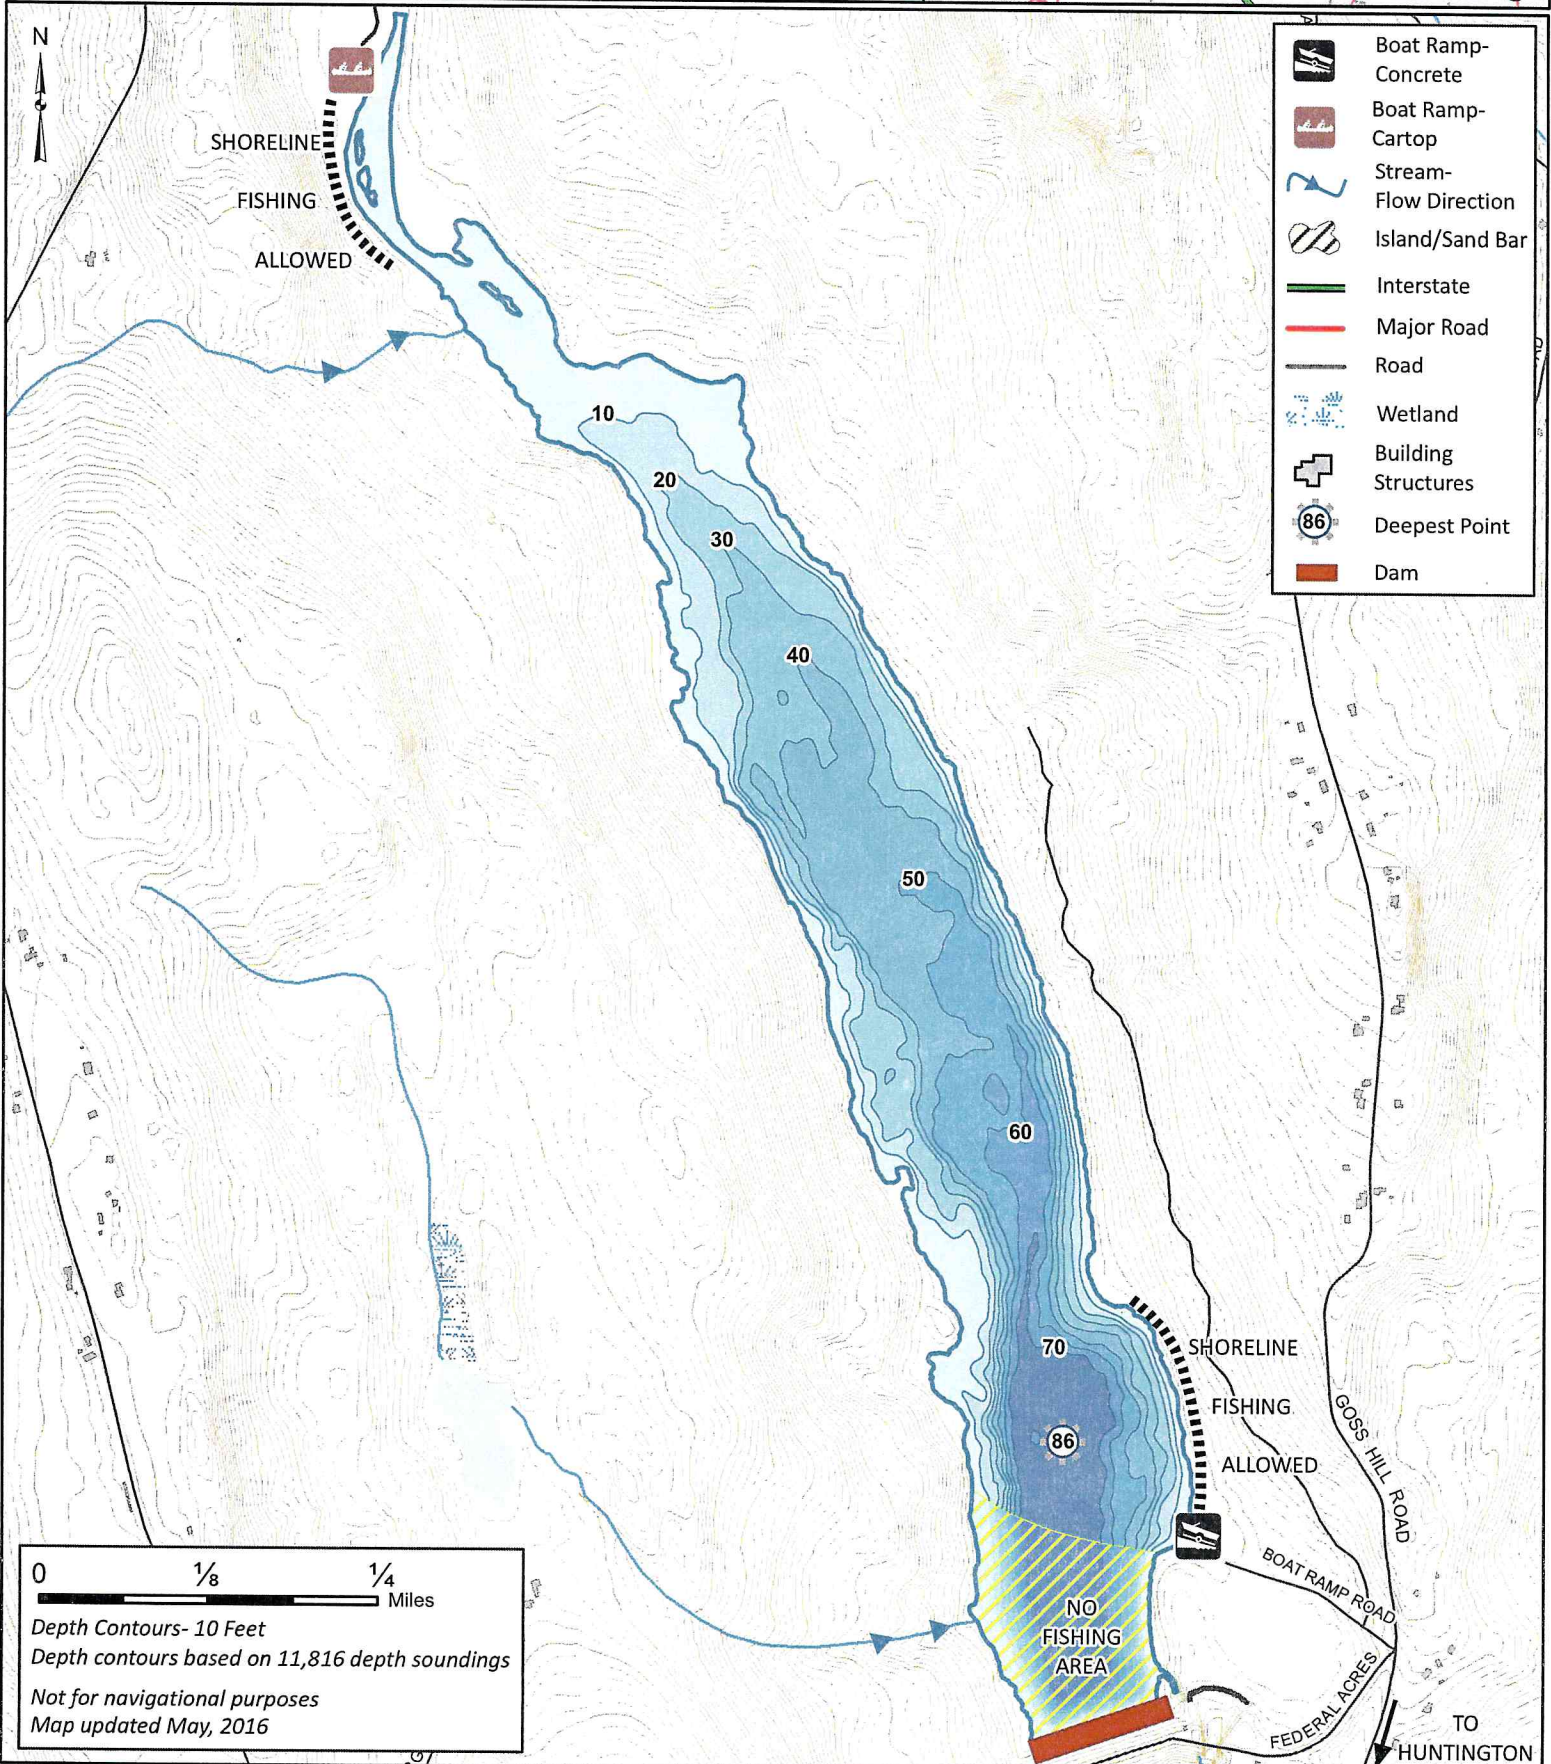 N
SHORELINE
FISHING
ALLOWED
10
20
30
40
50
60
70
86
SHORELINE
FISHING
ALLOWED
NO
FISHING
AREA
GOSS HILL ROAD
BOAT RAMP ROAD
FEDERAL ACRES
TO
HUNTINGTON
Boat Ramp-
Concrete
Boat Ramp-
Cartop
Stream-
Flow Direction
Island/Sand Bar
Interstate
Major Road
Road
Wetland
Building
Structures
86 Deepest Point
Dam
0 ⅛ ¼
Miles
Depth Contours- 10 Feet
Depth contours based on 11,816 depth soundings
Not for navigational purposes
Map updated May, 2016